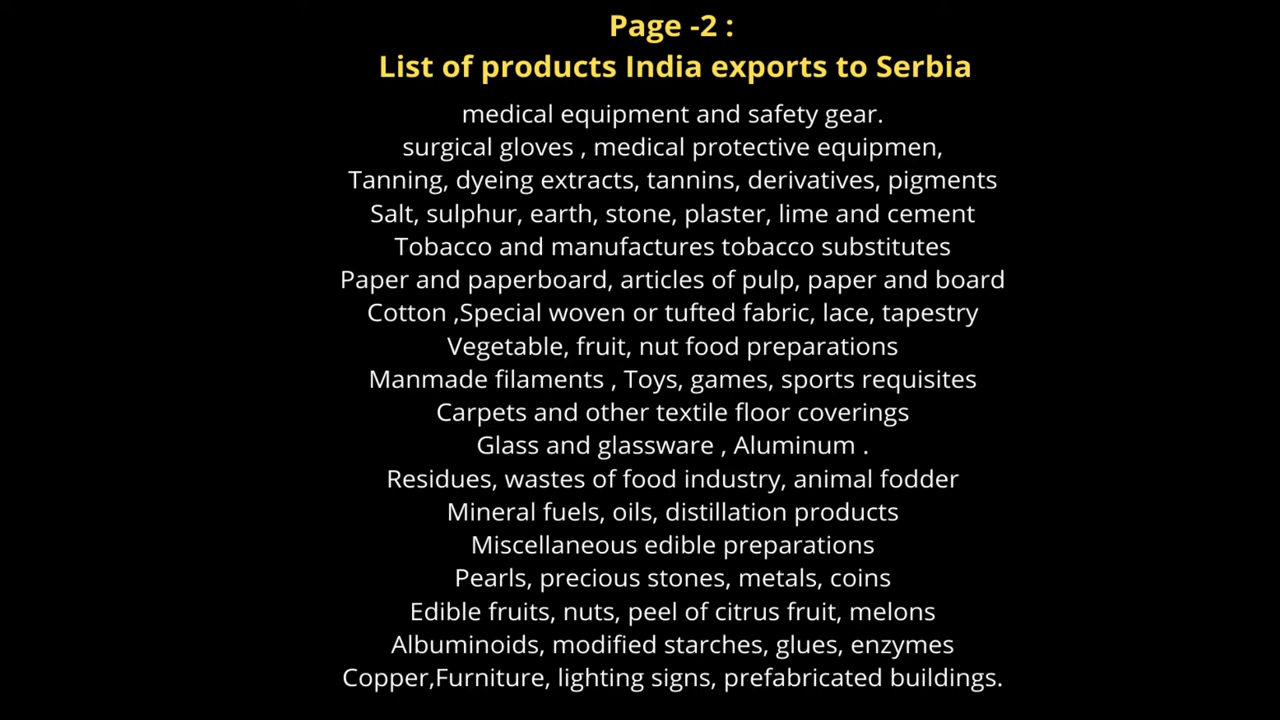 Page -2 :
List of products India exports to Serbia
medical equipment and safety gear.
surgical gloves , medical protective equipmen,
Tanning, dyeing extracts, tannins, derivatives, pigments
Salt, sulphur, earth, stone, plaster, lime and cement
Tobacco and manufactures tobacco substitutes
Paper and paperboard, articles of pulp, paper and board
Cotton ,Special woven or tufted fabric, lace, tapestry
Vegetable, fruit, nut food preparations
Manmade filaments , Toys, games, sports requisites
Carpets and other textile floor coverings
Glass and glassware , Aluminum .
Residues, wastes of food industry, animal fodder
Mineral fuels, oils, distillation products
Miscellaneous edible preparations
Pearls, precious stones, metals, coins
Edible fruits, nuts, peel of citrus fruit, melons
Albuminoids, modified starches, glues, enzymes
Copper,Furniture, lighting signs, prefabricated buildings.